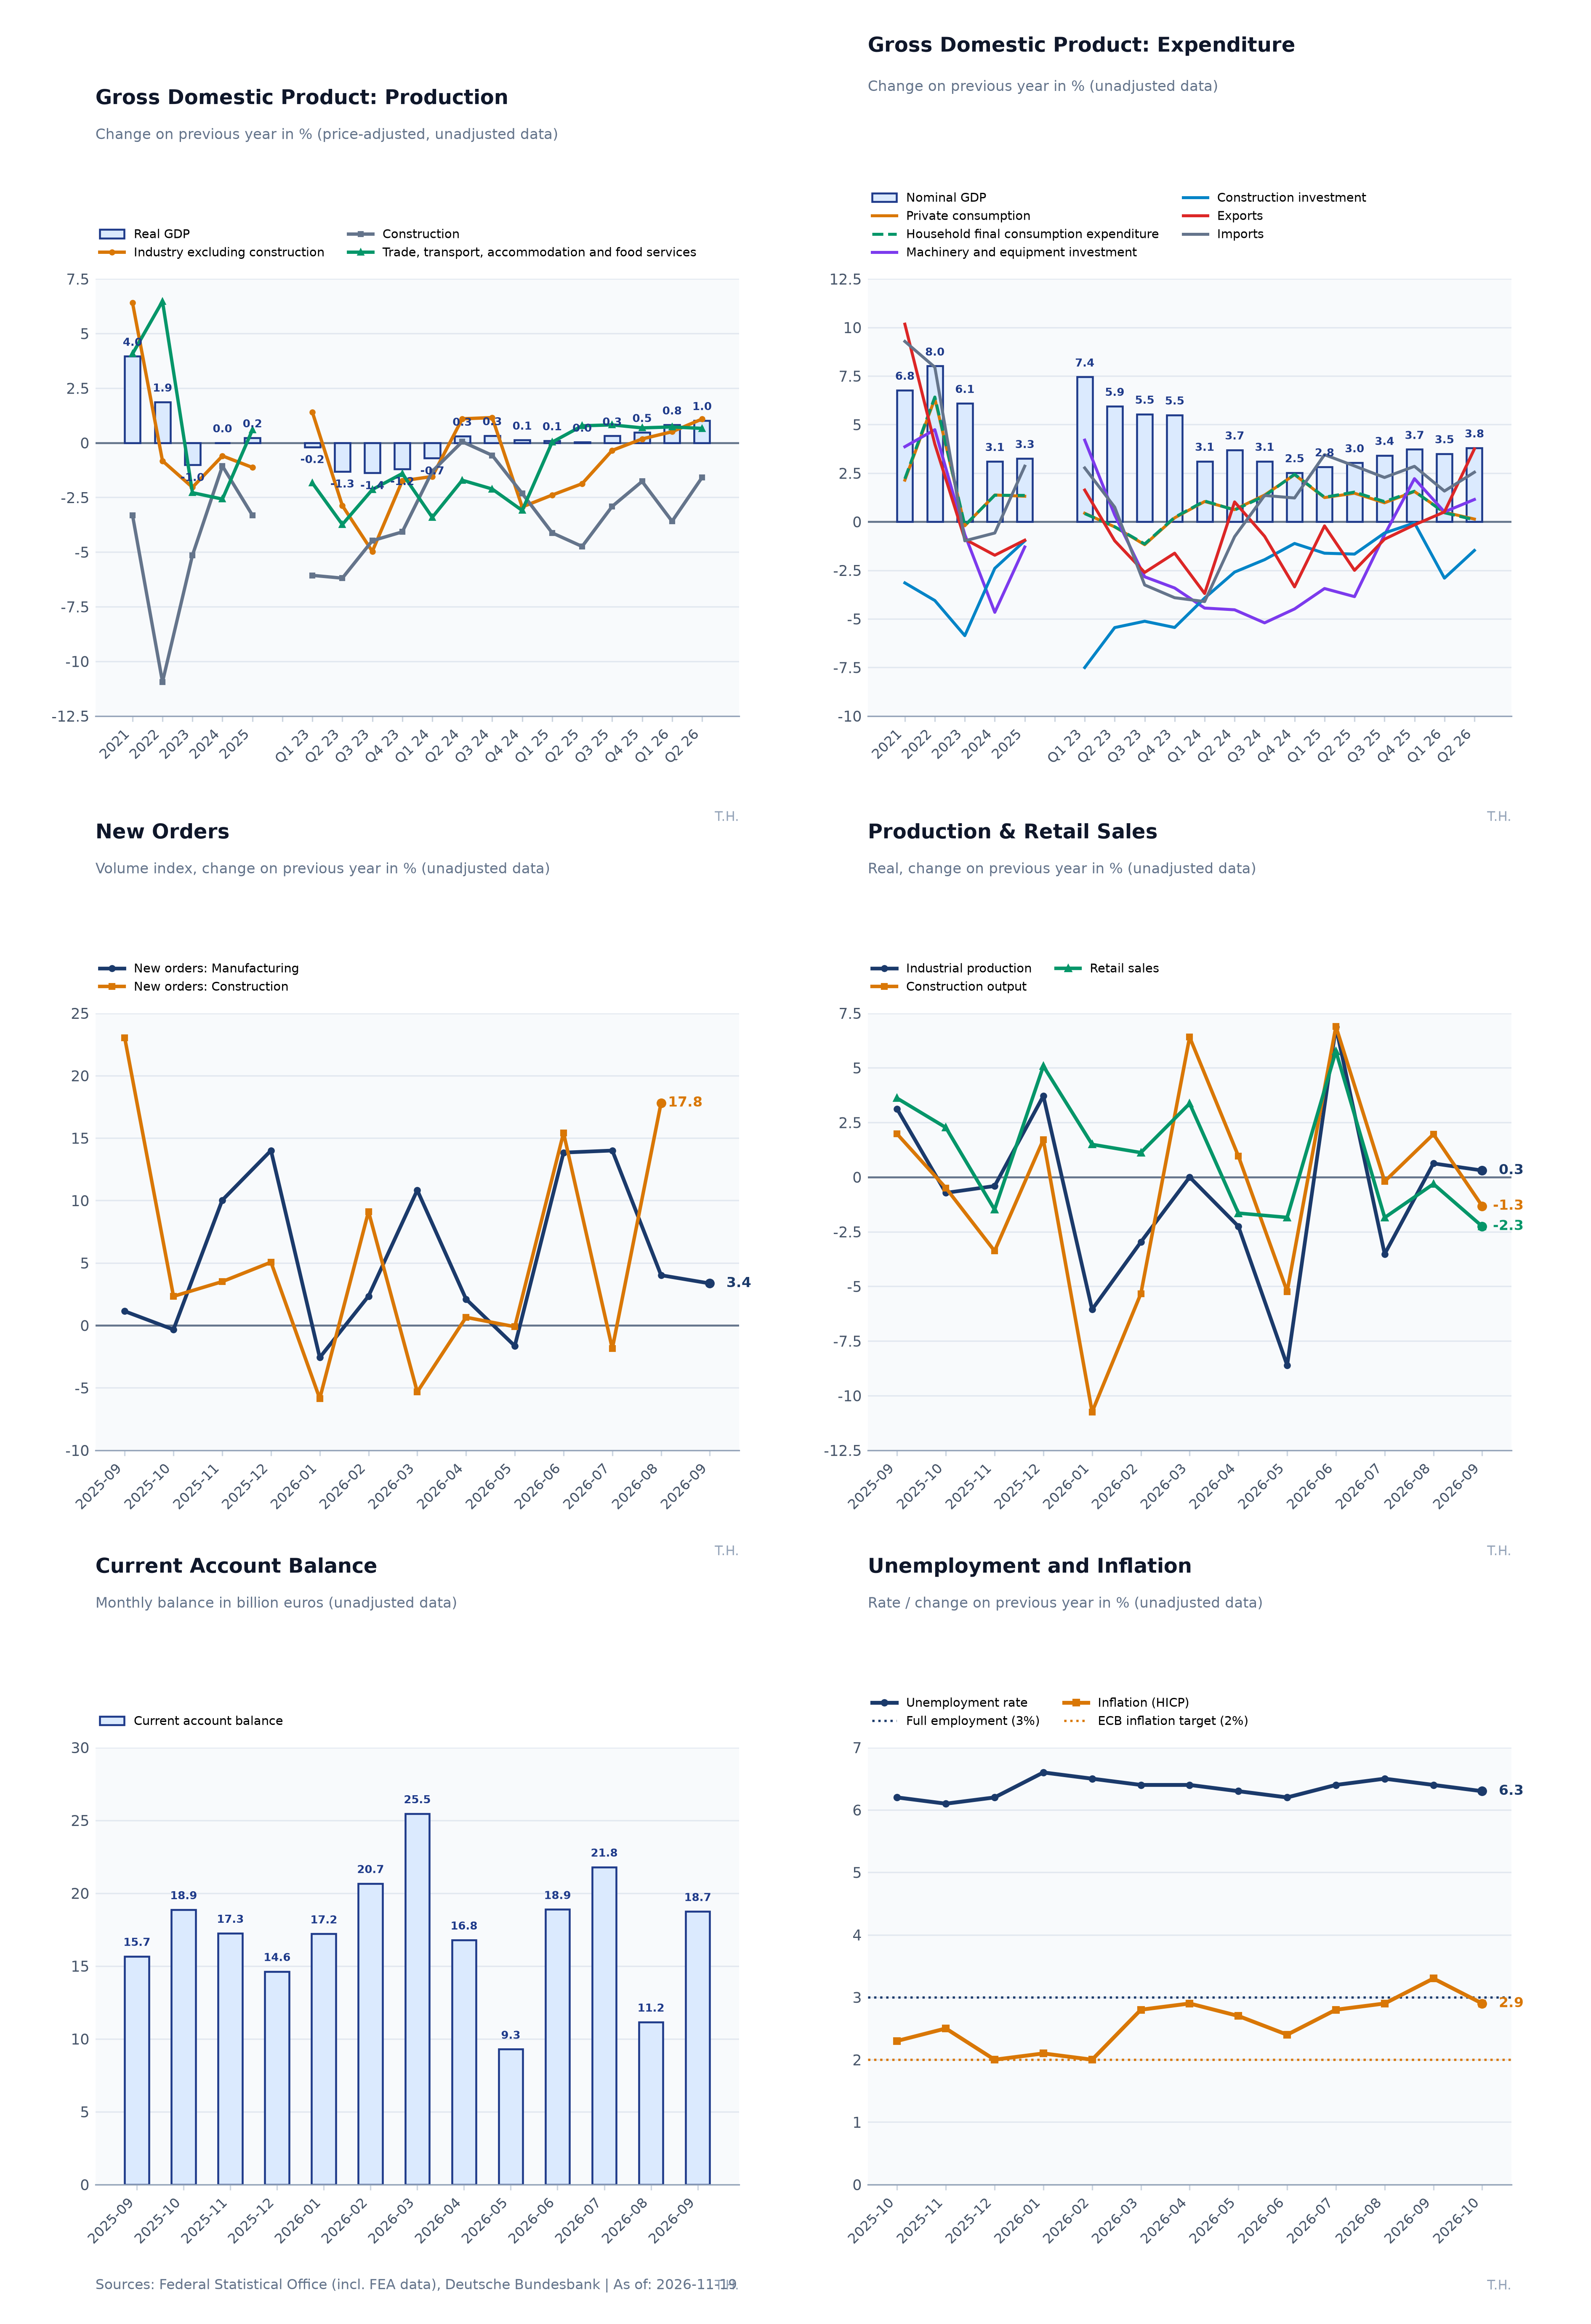 Gross Domestic Product: Production
Change on previous year in % (price-adjusted, unadjusted data)
Real GDP
Industry excluding construction
Construction
Trade, transport, accommodation and food services
7.5
5
2.5
0
-2.5
-5
-7.5
-10
-12.5
4.0
1.9
-1.0
0.0
0.2
-0.2
-1.3
-1.4
-1.2
-0.7
0.3
0.3
0.1
0.1
0.0
0.3
0.5
0.8
1.0
2021
2022
2023
2024
2025
Q1 23
Q2 23
Q3 23
Q4 23
Q1 24
Q2 24
Q3 24
Q4 24
Q1 25
Q2 25
Q3 25
Q4 25
Q1 26
Q2 26
T.H.
Gross Domestic Product: Expenditure
Change on previous year in % (unadjusted data)
Nominal GDP
Private consumption
Household final consumption expenditure
Machinery and equipment investment
Construction investment
Exports
Imports
12.5
10
7.5
5
2.5
0
-2.5
-5
-7.5
-10
6.8
8.0
6.1
3.1
3.3
7.4
5.9
5.5
5.5
3.1
3.7
3.1
2.5
2.8
3.0
3.4
3.7
3.5
3.8
2021
2022
2023
2024
2025
Q1 23
Q2 23
Q3 23
Q4 23
Q1 24
Q2 24
Q3 24
Q4 24
Q1 25
Q2 25
Q3 25
Q4 25
Q1 26
Q2 26
T.H.
New Orders
Volume index, change on previous year in % (unadjusted data)
New orders: Manufacturing
New orders: Construction
25
20
15
10
5
0
-5
-10
17.8
3.4
2025-09
2025-10
2025-11
2025-12
2026-01
2026-02
2026-03
2026-04
2026-05
2026-06
2026-07
2026-08
2026-09
T.H.
Production & Retail Sales
Real, change on previous year in % (unadjusted data)
Industrial production
Construction output
Retail sales
7.5
5
2.5
0
-2.5
-5
-7.5
-10
-12.5
0.3
-1.3
-2.3
2025-09
2025-10
2025-11
2025-12
2026-01
2026-02
2026-03
2026-04
2026-05
2026-06
2026-07
2026-08
2026-09
T.H.
Current Account Balance
Monthly balance in billion euros (unadjusted data)
Current account balance
30
25
20
15
10
5
0
15.7
18.9
17.3
14.6
17.2
20.7
25.5
16.8
9.3
18.9
21.8
11.2
18.7
2025-09
2025-10
2025-11
2025-12
2026-01
2026-02
2026-03
2026-04
2026-05
2026-06
2026-07
2026-08
2026-09
Sources: Federal Statistical Office (incl. FEA data), Deutsche Bundesbank | As of: 2026-11-19
T.H.
Unemployment and Inflation
Rate / change on previous year in % (unadjusted data)
Unemployment rate
Full employment (3%)
Inflation (HICP)
ECB inflation target (2%)
7
6
5
4
3
2
1
0
6.3
2.9
2025-10
2025-11
2025-12
2026-01
2026-02
2026-03
2026-04
2026-05
2026-06
2026-07
2026-08
2026-09
2026-10
T.H.